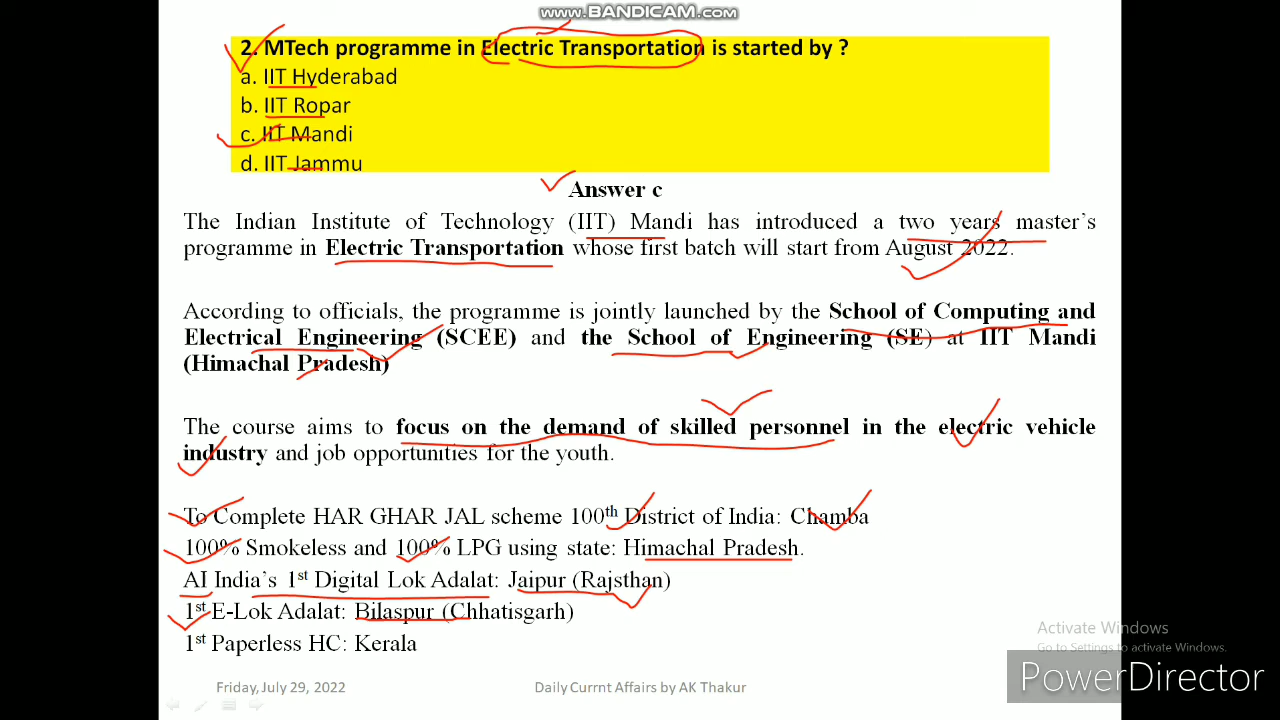 www.BANDICAM.com
2. MTech programme in Electric Transportation is started by ?
a. IIT Hyderabad
b. IIT Ropar
c. IIT Mandi
d. IIT Jammu
Answer c
The Indian Institute of Technology (IIT) Mandi has introduced a two years master's
programme in Electric Transportation whose first batch will start from August 2022.
According to officials, the programme is jointly launched by the School of Computing and
Electrical Engineering (SCEE) and the School of Engineering (SE) at IIT Mandi
(Himachal Pradesh)
The course aims to focus on the demand of skilled personnel in the electric vehicle
industry and job opportunities for the youth.
To Complete HAR GHAR JAL scheme 100th District of India: Chamba
100% Smokeless and 100% LPG using state: Himachal Pradesh.
AI India's 1st Digital Lok Adalat: Jaipur (Rajsthan)
1st E-Lok Adalat: Bilaspur (Chhatisgarh)
1st Paperless HC: Kerala
Activate Windows
Go to Settings to activate Windows.
PowerDirector
Friday, July 29, 2022
Daily Currnt Affairs by AK Thakur